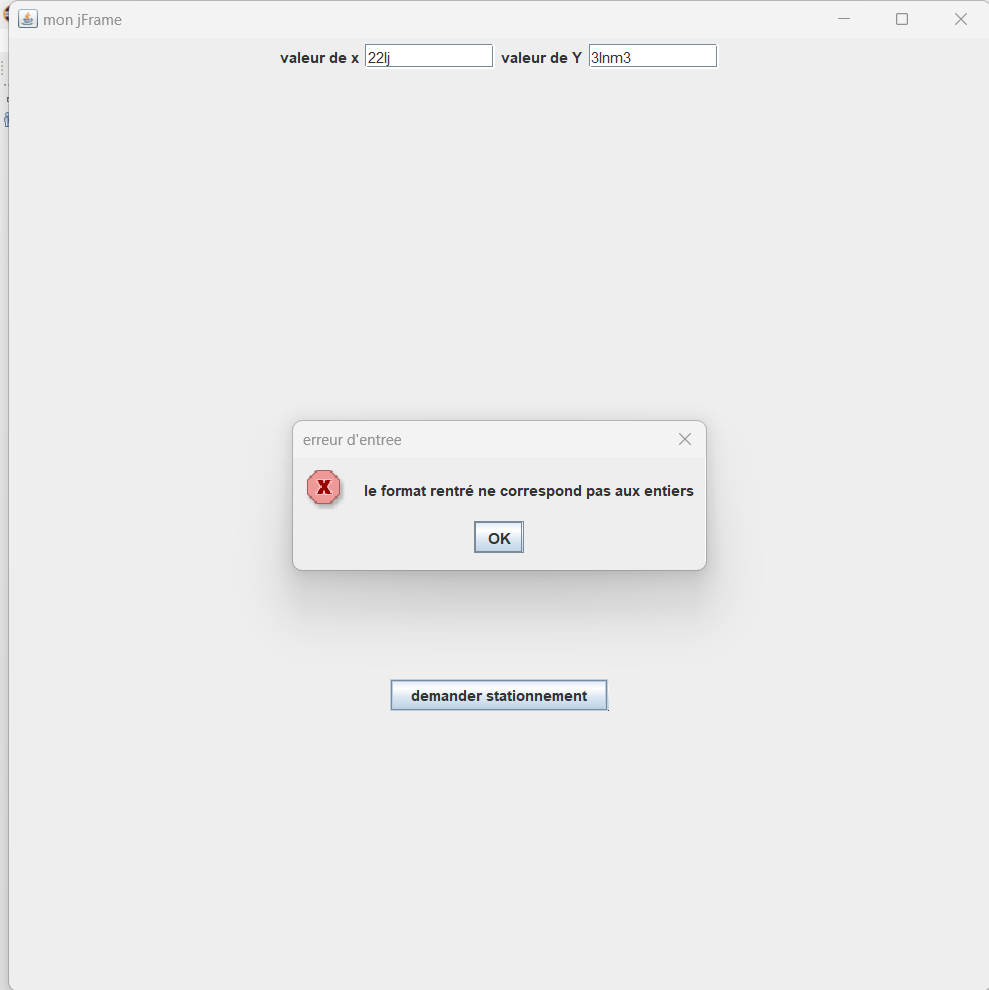 mon jFrame
valeur de x 22lj valeur de Y 3lnm3
erreur d'entree
X
le format rentré ne correspond pas aux entiers
OK
demander stationnement